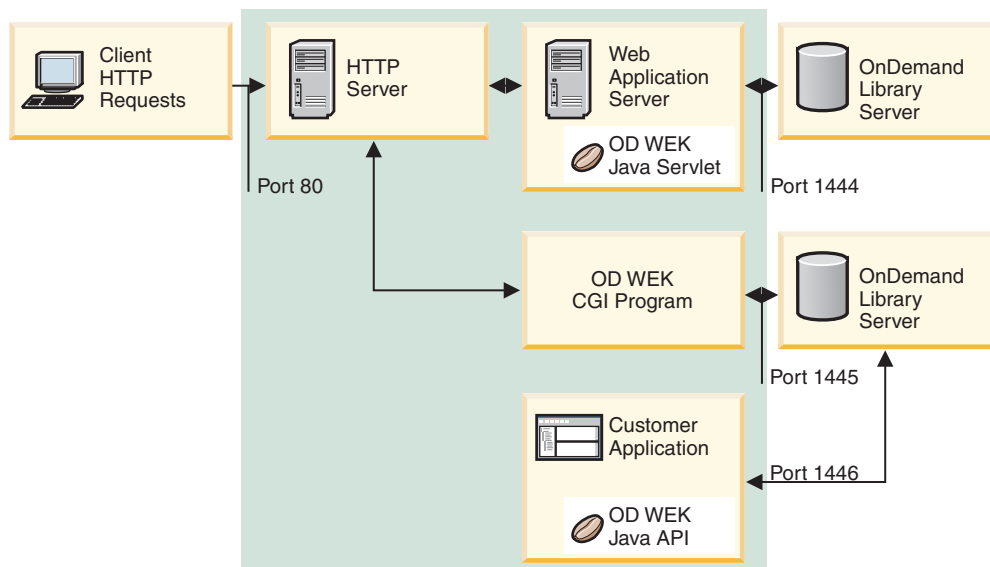 Client
HTTP
Requests
HTTP
Server
Web
Application
Server
OD WEK
Java Servlet
OnDemand
Library
Server
Port 80
Port 1444
OD WEK
CGI Program
OnDemand
Library
Server
Port 1445
Customer
Application
OD WEK
Java API
Port 1446